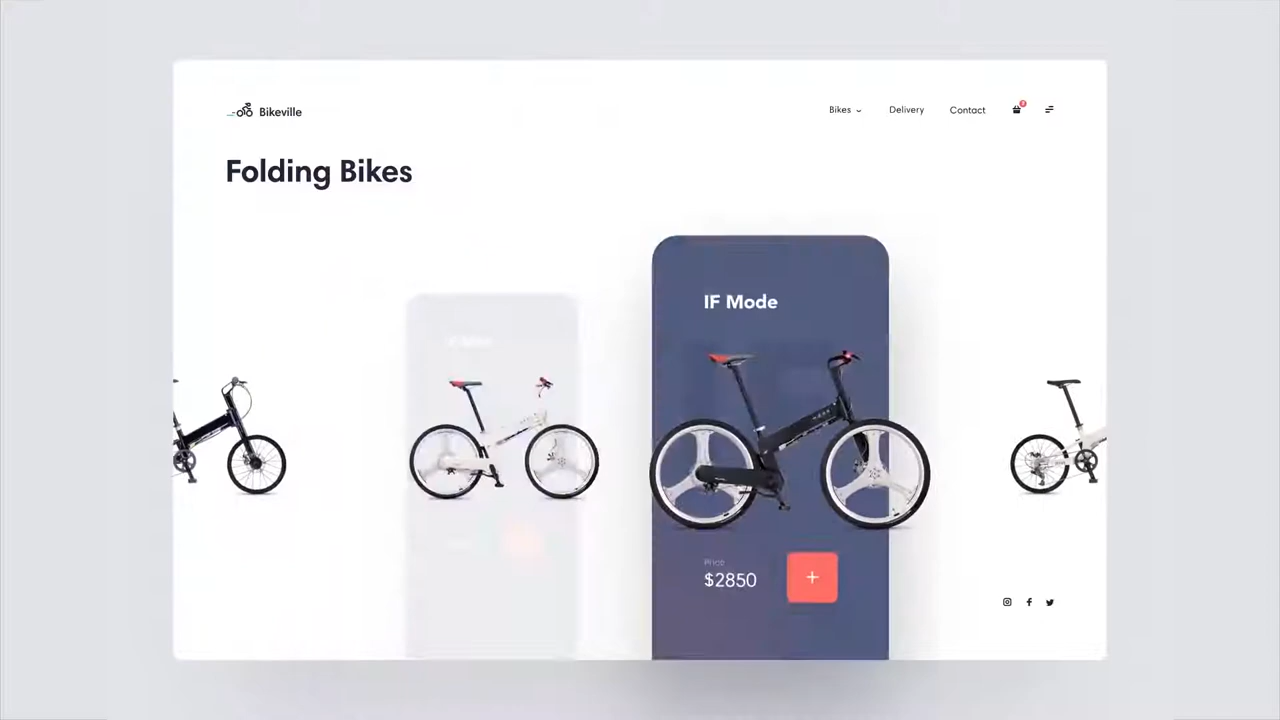 Bikeville
Bikes
Delivery
Contact
Folding Bikes
IF Mode
Price
$2850
+